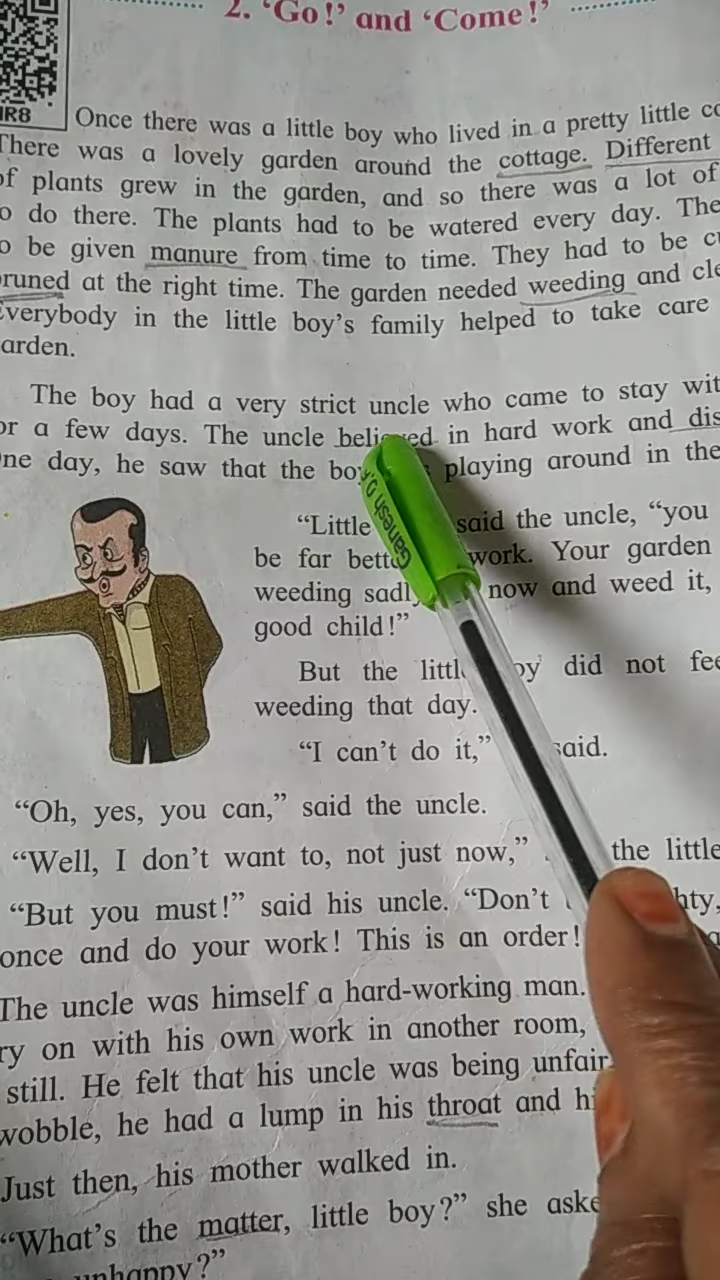 2. ‘Go!’ and ‘Come!’
IR8
Once there was a little boy who lived in a pretty little
There was a lovely garden around the cottage. Different
of plants grew in the garden, and so there was a lot of
o do there. The plants had to be watered every day. The
o be given manure from time to time. They had to be
runed at the right time. The garden needed weeding and
Everybody in the little boy’s family helped to take care
arden.
The boy had a very strict uncle who came to stay
or a few days. The uncle believed in hard work and
ne day, he saw that the playing around in the
“Little said the uncle, “you
be far work. Your garden
weeding now and weed it,
good child!”
But the did not
weeding that day.
“I can’t do it,” said.
“Oh, yes, you can,” said the uncle.
“Well, I don’t want to, not just now,” the little
“But you must!” said his uncle. “Don’t
once and do your work! This is an order!
The uncle was himself a hard-working man.
on with his own work in another room,
still. He felt that his uncle was being unfair
wobble, he had a lump in his throat and
Just then, his mother walked in.
“What’s the matter, little boy?” she
unhappy?”
Ganesh D.P.